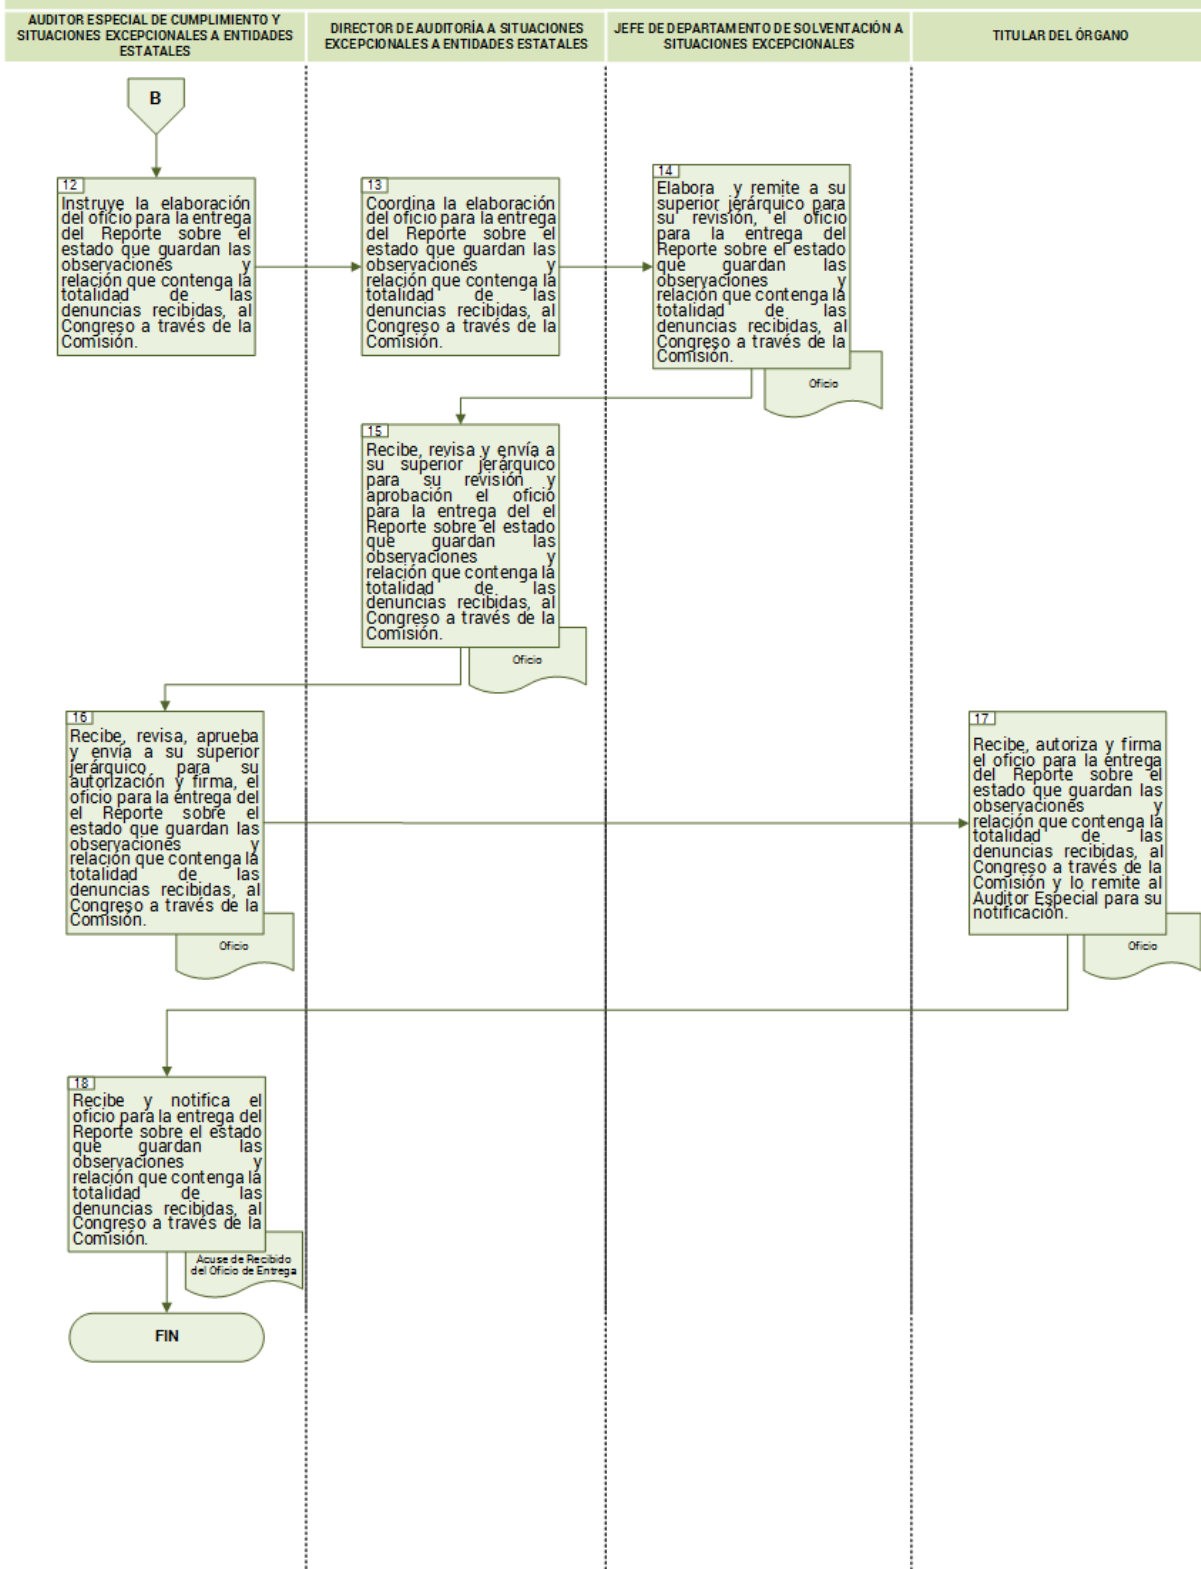 AUDITOR ESPECIAL DE CUMPLIMIENTO Y
SITUACIONES EXCEPCIONALES A ENTIDADES
ESTATALES
DIRECTOR DE AUDITORÍA A SITUACIONES
EXCEPCIONALES A ENTIDADES ESTATALES
JEFE DE DEPARTAMENTO DE SOLVENTACIÓN A
SITUACIONES EXCEPCIONALES
TITULAR DEL ÓRGANO
B
12
Instruye la elaboración
del oficio para la entrega
del Reporte sobre el
estado que guardan las
observaciones y
relación que contenga la
totalidad de las
denuncias recibidas, al
Congreso a través de la
Comisión.
13
Coordina la elaboración
del oficio para la entrega
del Reporte sobre el
estado que guardan las
observaciones y
relación que contenga la
totalidad de las
denuncias recibidas, al
Congreso a través de la
Comisión.
14
Elabora y remite a su
superior jerárquico para
su revisión, el oficio
para la entrega del
Reporte sobre el estado
que guardan las
observaciones y
relación que contenga la
totalidad de las
denuncias recibidas, al
Congreso a través de la
Comisión.
Oficio
15
Recibe, revisa y envía a
su superior jerárquico
para su revisión y
aprobación el oficio
para la entrega del el
Reporte sobre el estado
que guardan las
observaciones y
relación que contenga la
totalidad de las
denuncias recibidas, al
Congreso a través de la
Comisión.
Oficio
16
Recibe, revisa, aprueba
y envía a su superior
jerárquico para su
autorización y firma, el
oficio para la entrega del
el Reporte sobre el
estado que guardan las
observaciones y
relación que contenga la
totalidad de las
denuncias recibidas, al
Congreso a través de la
Comisión.
Oficio
17
Recibe, autoriza y firma
el oficio para la entrega
del Reporte sobre el
estado que guardan las
observaciones y
relación que contenga la
totalidad de las
denuncias recibidas, al
Congreso a través de la
Comisión y lo remite al
Auditor Especial para su
notificación.
Oficio
18
Recibe y notifica el
oficio para la entrega del
Reporte sobre el estado
que guardan las
observaciones y
relación que contenga la
totalidad de las
denuncias recibidas, al
Congreso a través de la
Comisión.
Acuse de Recibido
del Oficio de Entrega
FIN